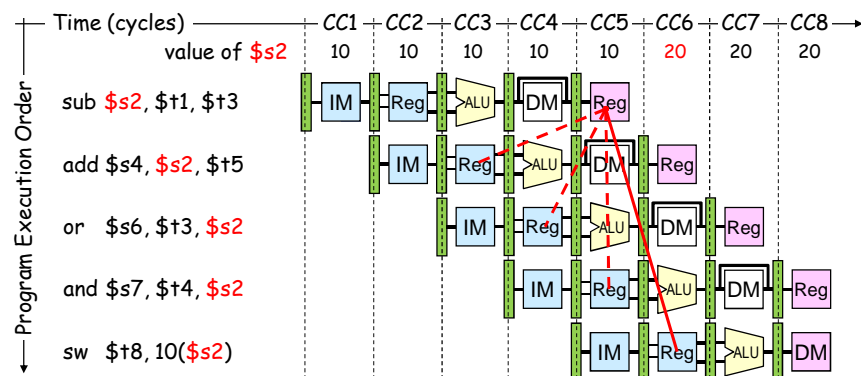 Time (cycles) CC1 CC2 CC3 CC4 CC5 CC6 CC7 CC8
value of $s2 10 10 10 10 10 20 20 20
Program Execution Order
sub $s2, $t1, $t3 IM Reg ALU DM Reg
add $s4, $s2, $t5 IM Reg ALU DM Reg
or $s6, $t3, $s2 IM Reg ALU DM Reg
and $s7, $t4, $s2 IM Reg ALU DM Reg
sw $t8, 10($s2) IM Reg ALU DM